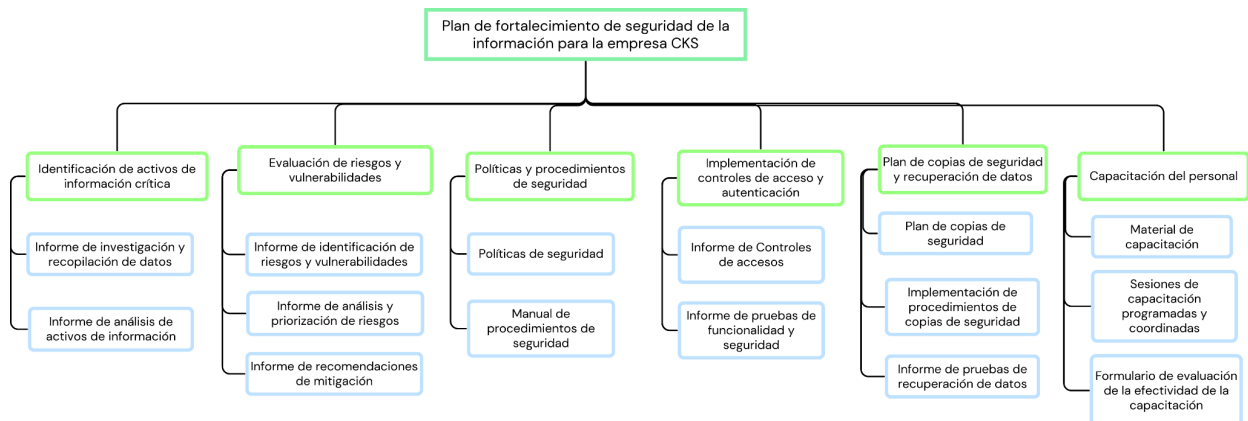 Plan de fortalecimiento de seguridad de la
información para la empresa CKS
Identificación de activos de
información crítica
Informe de investigación y
recopilación de datos
Informe de análisis de
activos de información
Evaluación de riesgos y
vulnerabilidades
Informe de identificación de
riesgos y vulnerabilidades
Informe de análisis y
priorización de riesgos
Informe de recomendaciones
de mitigación
Políticas y procedimientos
de seguridad
Políticas de seguridad
Manual de
procedimientos de
seguridad
Implementación de
controles de acceso y
autenticación
Informe de Controles
de accesos
Informe de pruebas de
funcionalidad y
seguridad
Plan de copias de seguridad
y recuperación de datos
Plan de copias de
seguridad
Implementación de
procedimientos de
copias de seguridad
Informe de pruebas de
recuperación de datos
Capacitación del personal
Material de
capacitación
Sesiones de
capacitación
programadas y
coordinadas
Formulario de evaluación
de la efectividad de la
capacitación